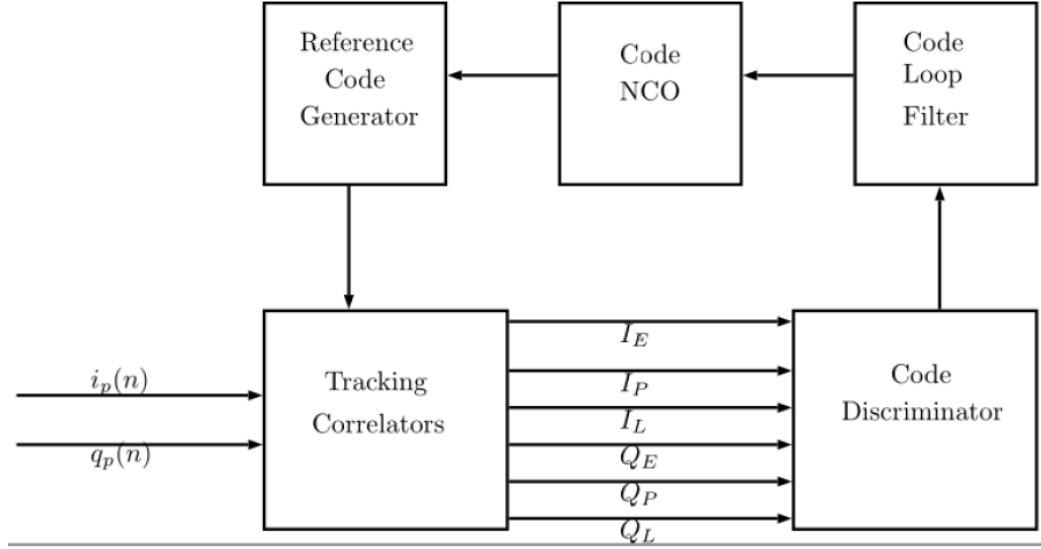 Reference
Code
Generator
Code
NCO
Code
Loop
Filter
i_p(n)
q_p(n)
Tracking
Correlators
I_E
I_P
I_L
Q_E
Q_P
Q_L
Code
Discriminator